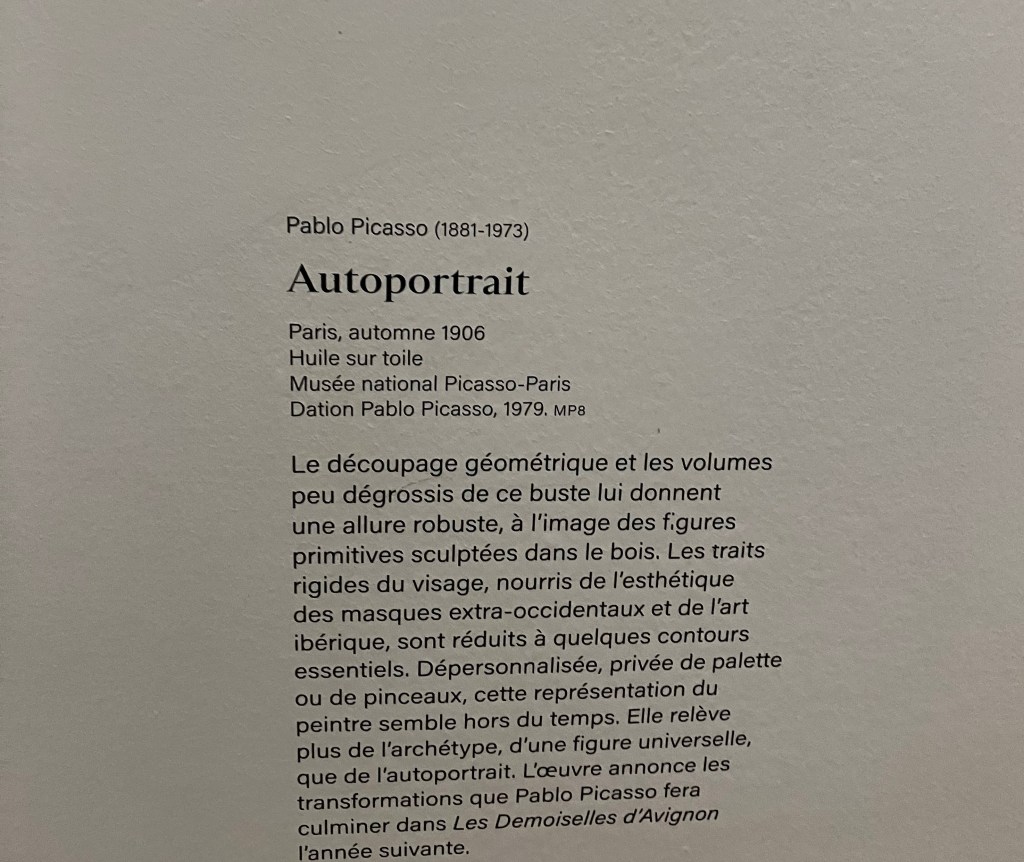 Pablo Picasso (1881-1973)
Autoportrait
Paris, automne 1906
Huile sur toile
Musée national Picasso-Paris
Dation Pablo Picasso, 1979. MP8
Le découpage géométrique et les volumes
peu dégrossis de ce buste lui donnent
une allure robuste, à l'image des figures
primitives sculptées dans le bois. Les traits
rigides du visage, nourris de l'esthétique
des masques extra-occidentaux et de l'art
ibérique, sont réduits à quelques contours
essentiels. Dépersonnalisée, privée de palette
ou de pinceaux, cette représentation du
peintre semble hors du temps. Elle relève
plus de l'archétype, d'une figure universelle,
que de l'autoportrait. L'œuvre annonce les
transformations que Pablo Picasso fera
culminer dans Les Demoiselles d'Avignon
l'année suivante.